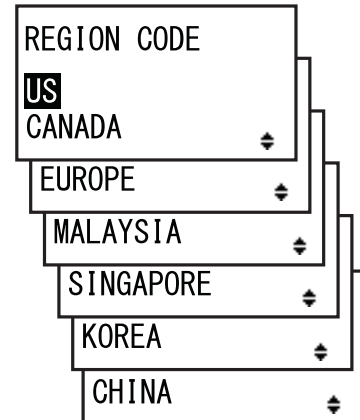 REGION CODE
US
CANADA
EUROPE
MALAYSIA
SINGAPORE
KOREA
CHINA